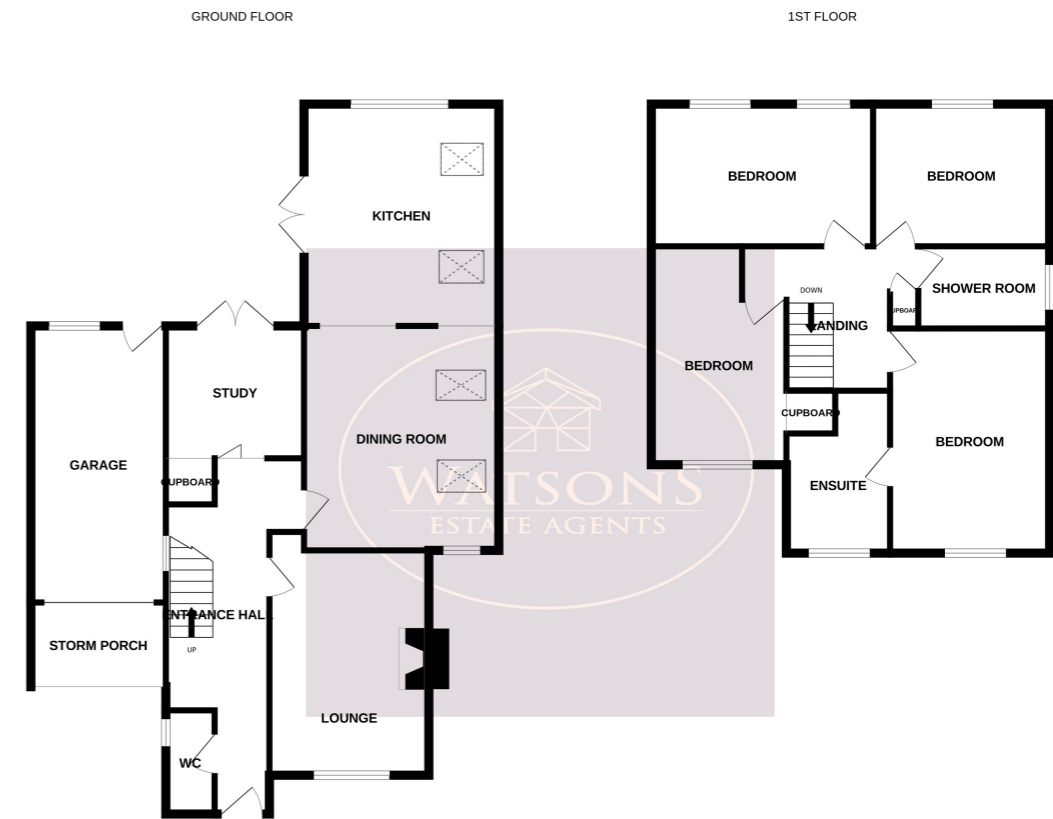 GROUND FLOOR
1ST FLOOR
KITCHEN
STUDY
DINING ROOM
GARAGE
CUPBOARD
ENTRANCE HALL
STORM PORCH
UP
LOUNGE
WC
BEDROOM
BEDROOM
SHOWER ROOM
DOWN
CUPBOARD
LANDING
BEDROOM
CUPBOARD
BEDROOM
ENSUITE
WATSONS
ESTATE AGENTS